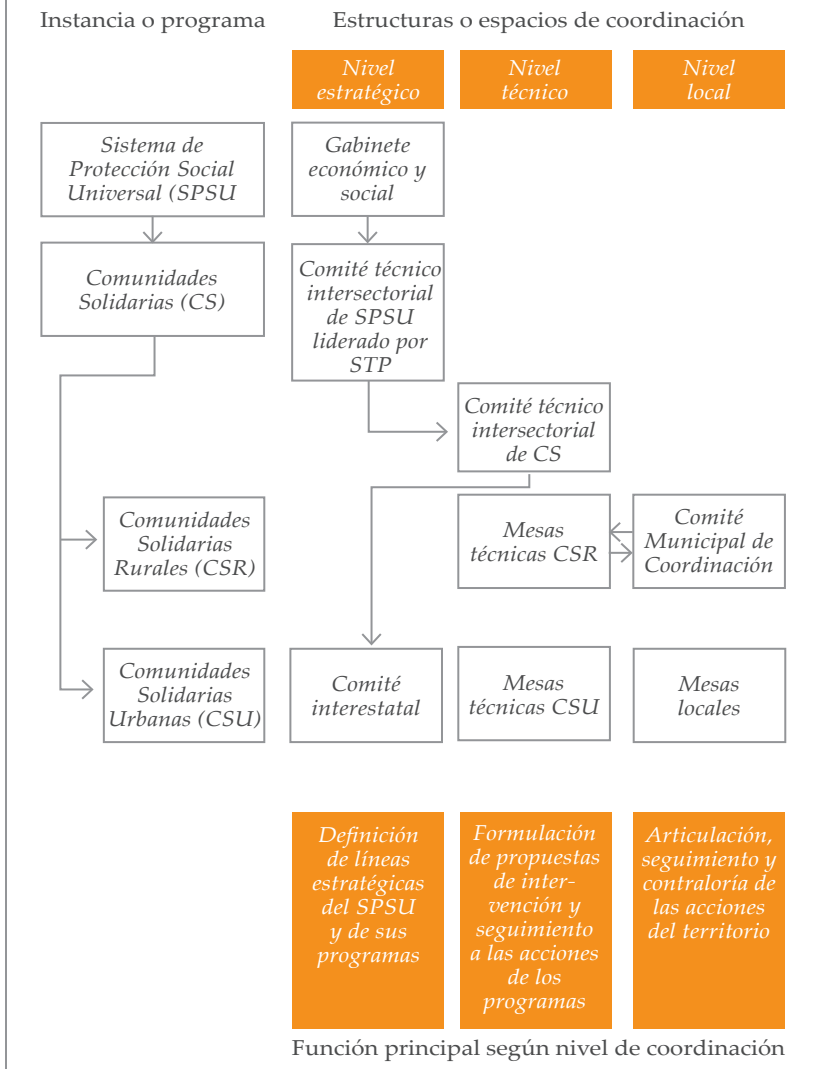 Instancia o programa
Estructuras o espacios de coordinación
Nivel
estratégico
Nivel
técnico
Nivel
local
Sistema de
Protección Social
Universal (SPSU
Gabinete
económico y
social
Comunidades
Solidarias (CS)
Comité técnico
intersectorial
de SPSU
liderado por
STP
Comité técnico
intersectorial
de CS
Comunidades
Solidarias
Rurales (CSR)
Mesas
técnicas CSR
Comité
Municipal de
Coordinación
Comunidades
Solidarias
Urbanas (CSU)
Comité
interestatal
Mesas
técnicas CSU
Mesas
locales
Definición
de líneas
estratégicas
del SPSU
y de sus
programas
Formulación
de propuestas
de inter-
vención y
seguimiento
a las acciones
de los
programas
Articulación,
seguimiento y
contraloría de
las acciones
del territorio
Función principal según nivel de coordinación